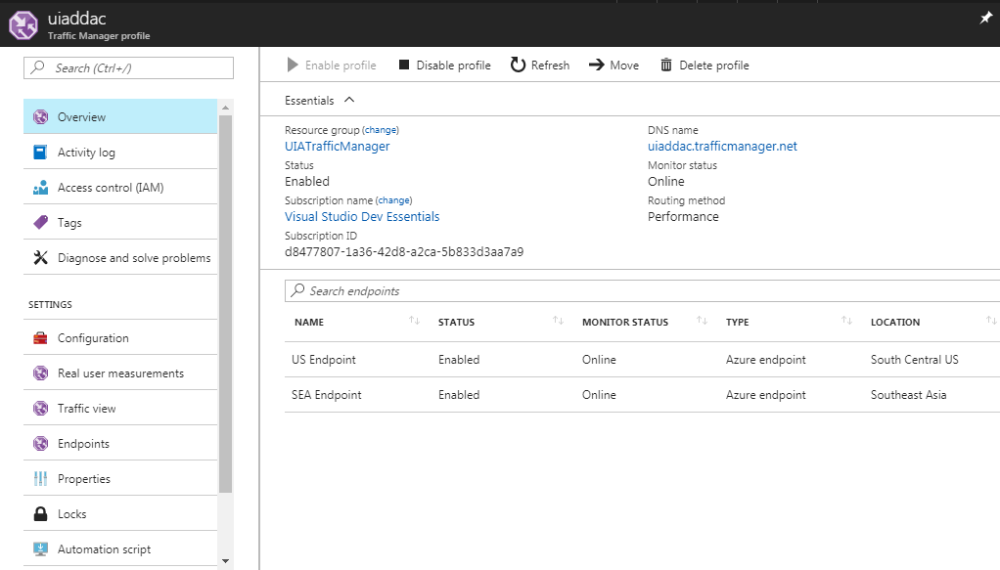 uiaddac
Traffic Manager profile
Search (Ctrl+/)
Overview
Activity log
Access control (IAM)
Tags
Diagnose and solve problems
SETTINGS
Configuration
Real user measurements
Traffic view
Endpoints
Properties
Locks
Automation script
Enable profile Disable profile Refresh Move Delete profile
Essentials
Resource group (change)
UIATrafficManager
Status
Enabled
Subscription name (change)
Visual Studio Dev Essentials
Subscription ID
d8477807-1a36-42d8-a2ca-5b833d3aa7a9
DNS name
uiaddac.trafficmanager.net
Monitor status
Online
Routing method
Performance
Search endpoints
NAME STATUS MONITOR STATUS TYPE LOCATION
US Endpoint Enabled Online Azure endpoint South Central US
SEA Endpoint Enabled Online Azure endpoint Southeast Asia